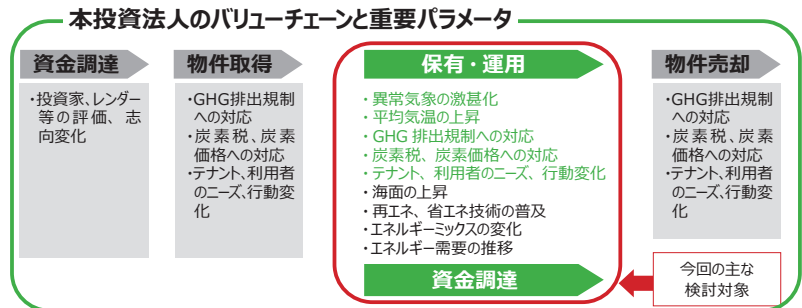 本投資法人のバリューチェーンと重要パラメータ
資金調達
・投資家、レンダー
等の評価、志
向変化
物件取得
・GHG排出規制
への対応
・炭素税、炭素
価格への対応
・テナント、利用者
のニーズ、行動変
化
保有・運用
・異常気象の激甚化
・平均気温の上昇
・GHG 排出規制への対応
・炭素税、炭素価格への対応
・テナント、利用者のニーズ、行動変化
・海面の上昇
・再エネ、省エネ技術の普及
・エネルギーミックスの変化
・エネルギー需要の推移
資金調達
物件売却
・GHG排出規制
への対応
・炭素税、炭素
価格への対応
・テナント、利用者
のニーズ、行動変
化
今回の主な
検討対象